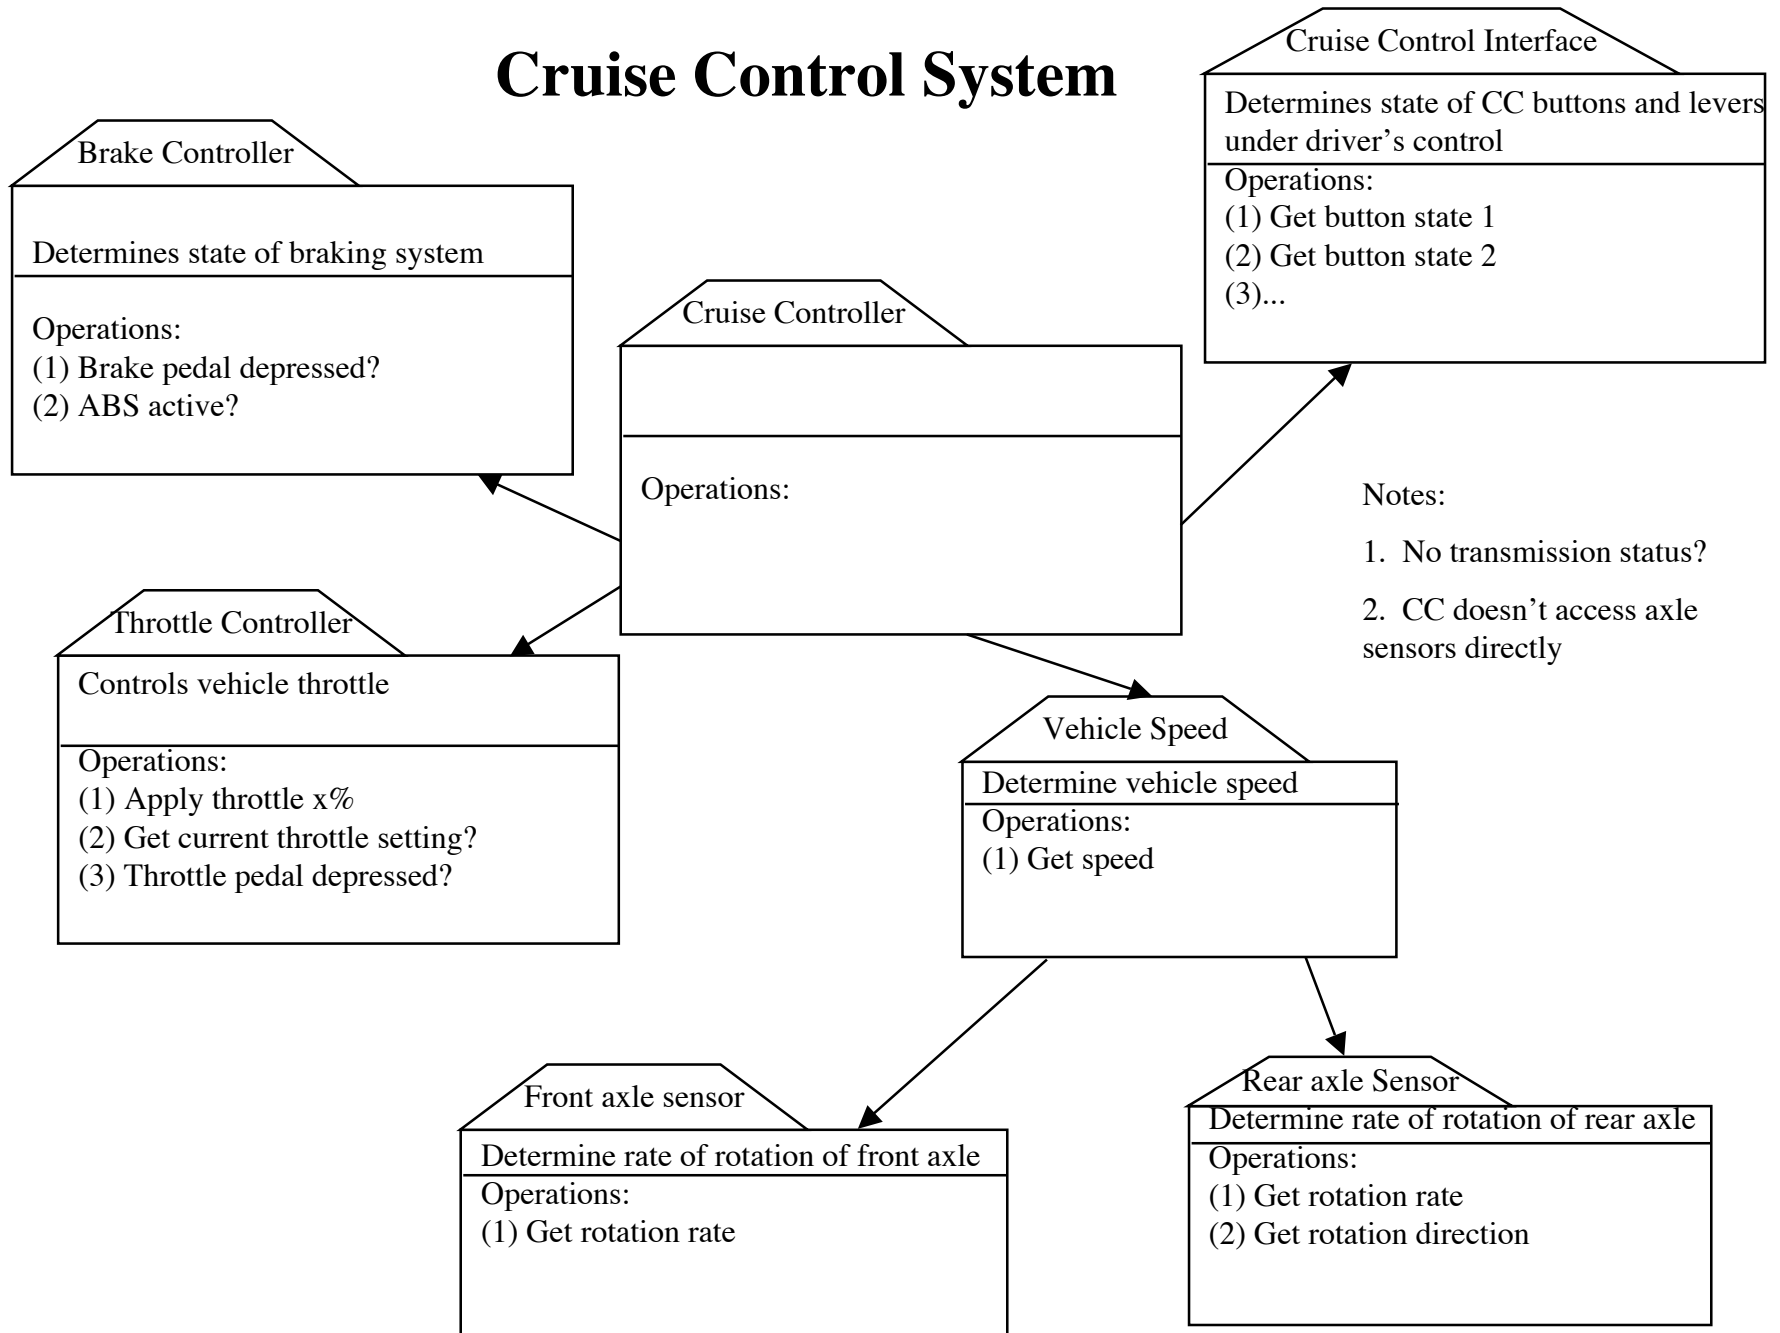 Cruise Control System
Cruise Control Interface
Determines state of CC buttons and levers
under driver’s control
Operations:
(1) Get button state 1
(2) Get button state 2
(3)...
Brake Controller
Determines state of braking system
Operations:
(1) Brake pedal depressed?
(2) ABS active?
Cruise Controller
Operations:
Notes:
1. No transmission status?
2. CC doesn’t access axle
sensors directly
Throttle Controller
Controls vehicle throttle
Operations:
(1) Apply throttle x%
(2) Get current throttle setting?
(3) Throttle pedal depressed?
Vehicle Speed
Determine vehicle speed
Operations:
(1) Get speed
Front axle sensor
Determine rate of rotation of front axle
Operations:
(1) Get rotation rate
Rear axle Sensor
Determine rate of rotation of rear axle
Operations:
(1) Get rotation rate
(2) Get rotation direction